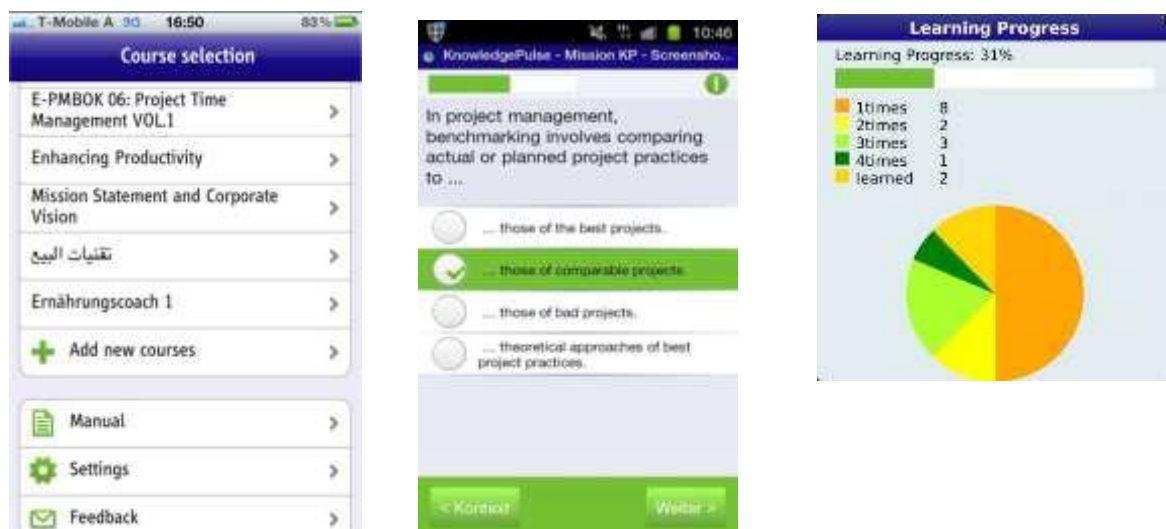 T-Mobile A 3G 16:50 83%
Course selection
E-PMBOK 06: Project Time
Management VOL.1
Enhancing Productivity
Mission Statement and Corporate
Vision
تقنيات البيع
Ernährungscoach 1
Add new courses
Manual
Settings
Feedback
10:46
KnowledgePulse - Mission KP - Screensho...
In project management,
benchmarking involves comparing
actual or planned project practices
to ...
... those of the best projects.
... those of comparable projects.
... those of bad projects.
... theoretical approaches of best
project practices.
< Kontext
Weiter >
Learning Progress
Learning Progress: 31%
1times 8
2times 2
3times 3
4times 1
learned 2